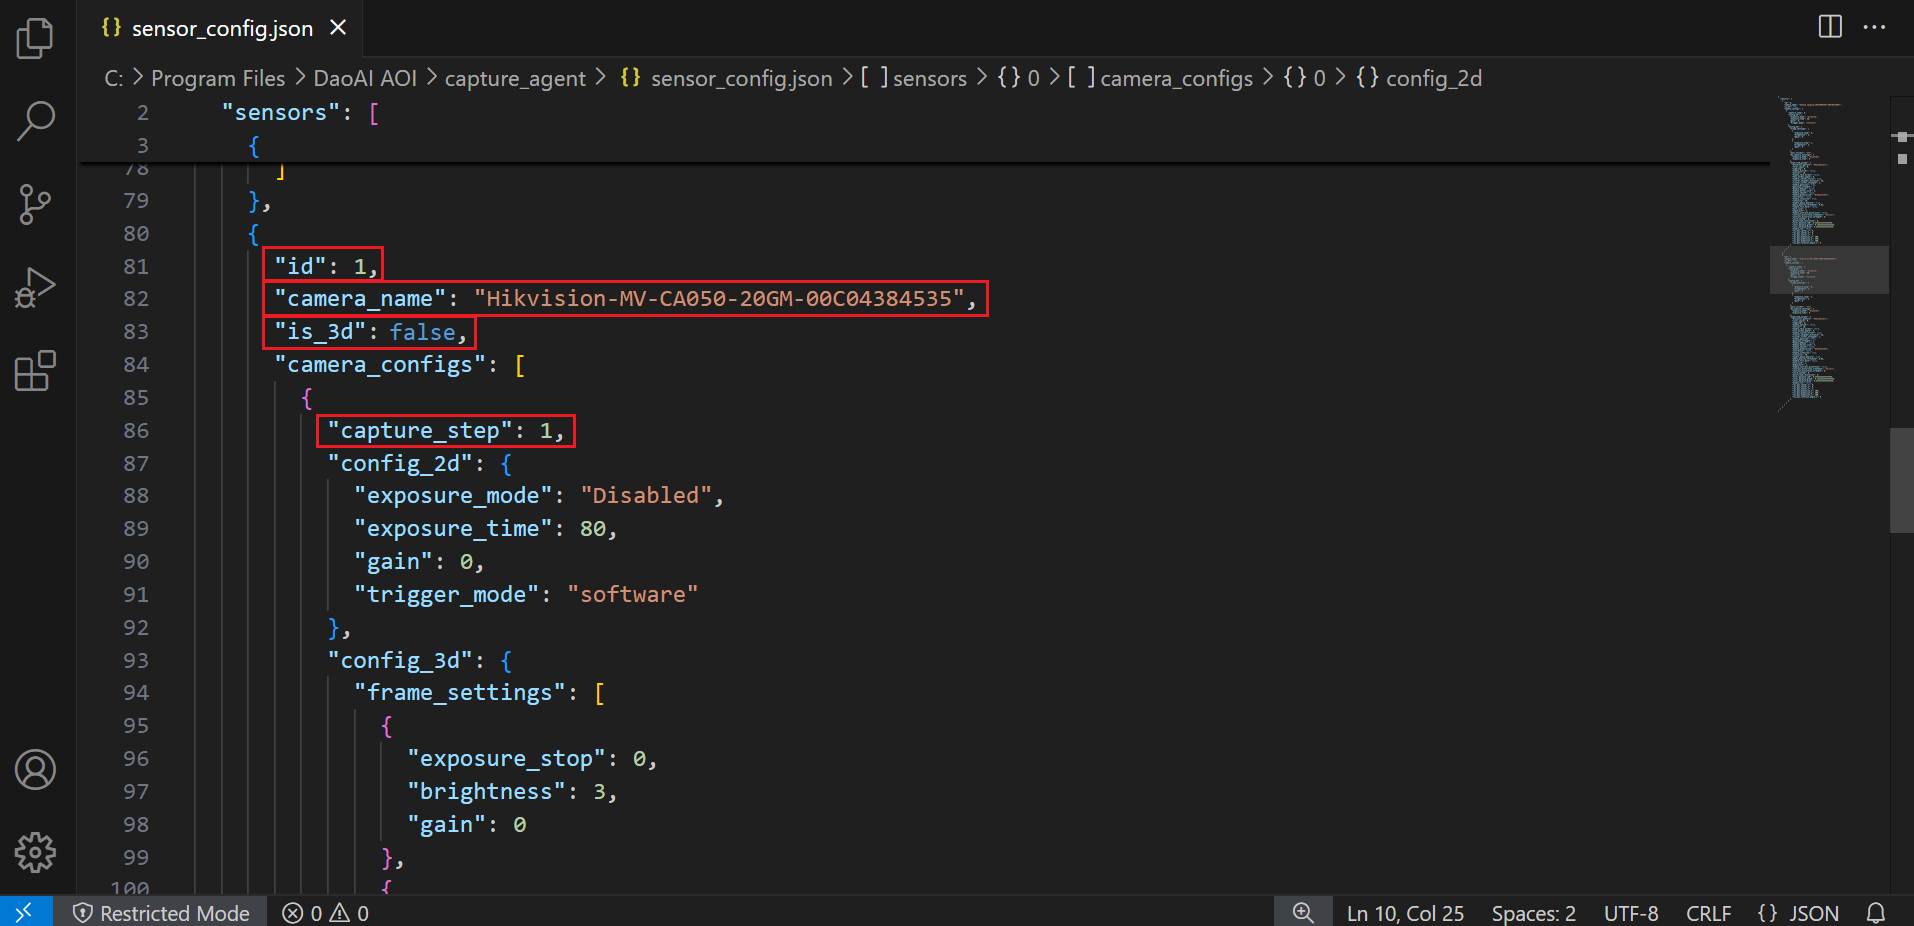 {} sensor_config.json ×
C: > Program Files > DaoAI AOI > capture_agent > {} sensor_config.json > [ ] sensors > {} 0 > [ ] camera_configs > {} 0 > {} config_2d
2 "sensors": [
3 {
78 ]
79 },
80 {
81 "id": 1,
82 "camera_name": "Hikvision-MV-CA050-20GM-00C04384535",
83 "is_3d": false,
84 "camera_configs": [
85 {
86 "capture_step": 1,
87 "config_2d": {
88 "exposure_mode": "Disabled",
89 "exposure_time": 80,
90 "gain": 0,
91 "trigger_mode": "software"
92 },
93 "config_3d": {
94 "frame_settings": [
95 {
96 "exposure_stop": 0,
97 "brightness": 3,
98 "gain": 0
99 },
100 {
Restricted Mode 0 0 Ln 10, Col 25 Spaces: 2 UTF-8 CRLF {} JSON